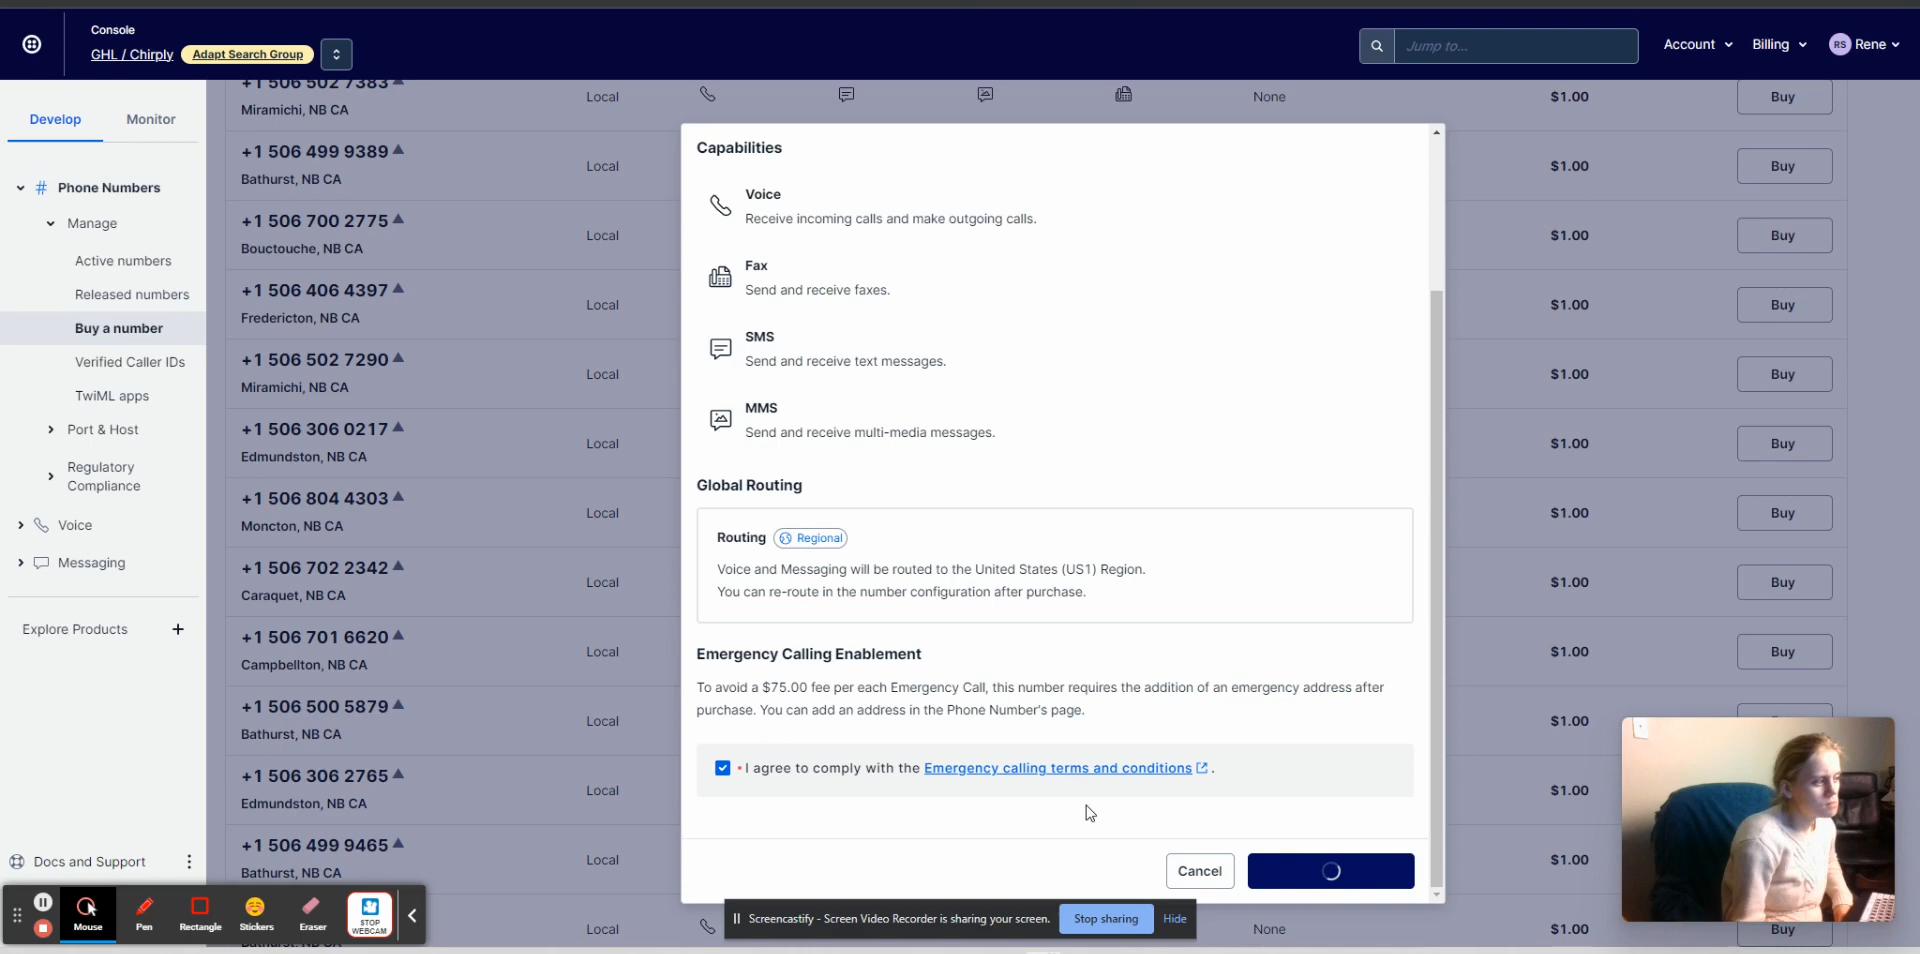 Console
GHL / Chirply Adapt Search Group
Jump to...
Account
Billing
RS Rene
Develop
Monitor
Phone Numbers
Manage
Active numbers
Released numbers
Buy a number
Verified Caller IDs
TwiML apps
Port & Host
Regulatory
Compliance
Voice
Messaging
Explore Products +
Docs and Support
+1 506 502 7383
Miramichi, NB CA
Local
None
$1.00
Buy
+1 506 499 9389
Bathurst, NB CA
Local
$1.00
Buy
+1 506 700 2775
Bouctouche, NB CA
Local
$1.00
Buy
+1 506 406 4397
Fredericton, NB CA
Local
$1.00
Buy
+1 506 502 7290
Miramichi, NB CA
Local
$1.00
Buy
+1 506 306 0217
Edmundston, NB CA
Local
$1.00
Buy
+1 506 804 4303
Moncton, NB CA
Local
$1.00
Buy
+1 506 702 2342
Caraquet, NB CA
Local
$1.00
Buy
+1 506 701 6620
Campbellton, NB CA
Local
$1.00
Buy
+1 506 500 5879
Bathurst, NB CA
Local
$1.00
+1 506 306 2765
Edmundston, NB CA
Local
$1.00
+1 506 499 9465
Bathurst, NB CA
Local
$1.00
Local
None
$1.00
Buy
Capabilities
Voice
Receive incoming calls and make outgoing calls.
Fax
Send and receive faxes.
SMS
Send and receive text messages.
MMS
Send and receive multi-media messages.
Global Routing
Routing Regional
Voice and Messaging will be routed to the United States (US1) Region.
You can re-route in the number configuration after purchase.
Emergency Calling Enablement
To avoid a $75.00 fee per each Emergency Call, this number requires the addition of an emergency address after
purchase. You can add an address in the Phone Number's page.
* I agree to comply with the Emergency calling terms and conditions .
Cancel
Mouse
Pen
Rectangle
Stickers
Eraser
STOP
WEBCAM
Screencastify - Screen Video Recorder is sharing your screen.
Stop sharing
Hide